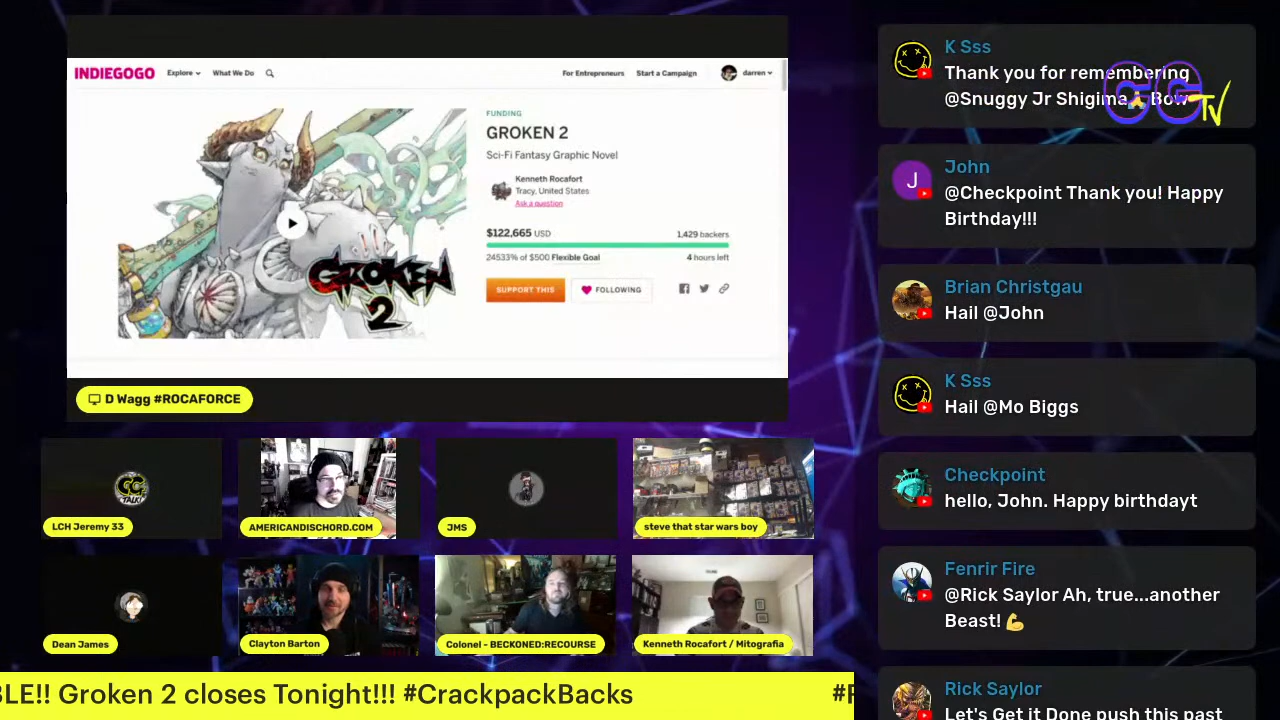 INDIEGOGO
Explore
What We Do
For Entrepreneurs
Start a Campaign
darren
FUNDING
GROKEN 2
Sci-Fi Fantasy Graphic Novel
Kenneth Rocafort
Tracy, United States
Ask a question
$122,665 USD
1,429 backers
24533% of $500 Flexible Goal
4 hours left
SUPPORT THIS
FOLLOWING
GROKEN
2
D Wagg #ROCAFORCE
GG
TALK
LCH Jeremy 33
AMERICANDISCHORD.COM
JMS
steve that star wars boy
Dean James
Clayton Barton
Colonel - BECKONED:RECOURSE
Kenneth Rocafort / Mitografia
BLE!! Groken 2 closes Tonight!!! #CrackpackBacks
K Sss
Thank you for remembering
@Snuggy Jr Shigima🙏 Bow
GGTV
J
John
@Checkpoint Thank you! Happy
Birthday!!!
Brian Christgau
Hail @John
K Sss
Hail @Mo Biggs
Checkpoint
hello, John. Happy birthdayt
Fenrir Fire
@Rick Saylor Ah, true...another
Beast! 💪
Rick Saylor
Let's Get it Done push this past